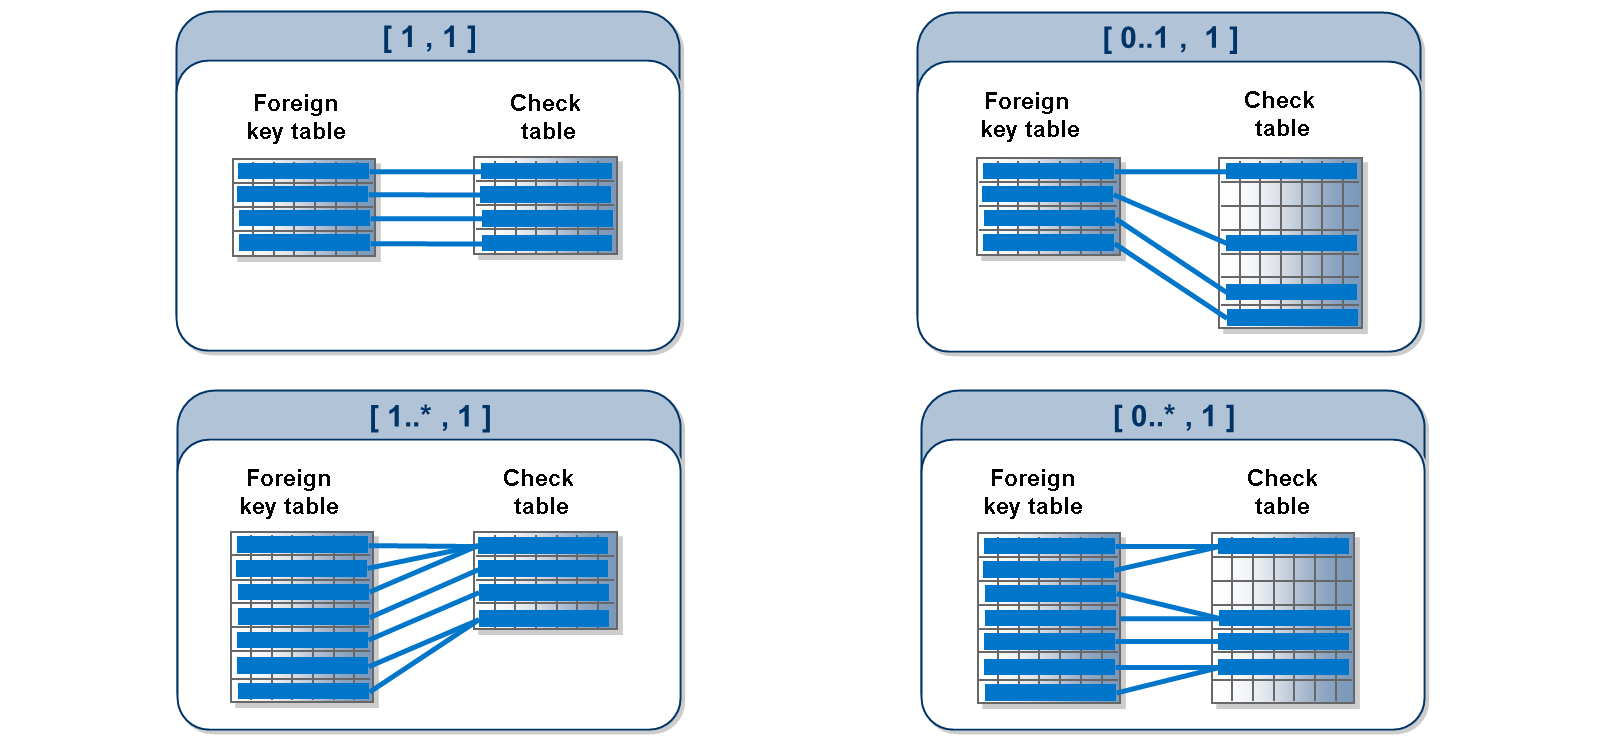 [ 1 , 1 ]
Foreign
key table
Check
table
[ 0..1 , 1 ]
Foreign
key table
Check
table
[ 1..* , 1 ]
Foreign
key table
Check
table
[ 0..* , 1 ]
Foreign
key table
Check
table